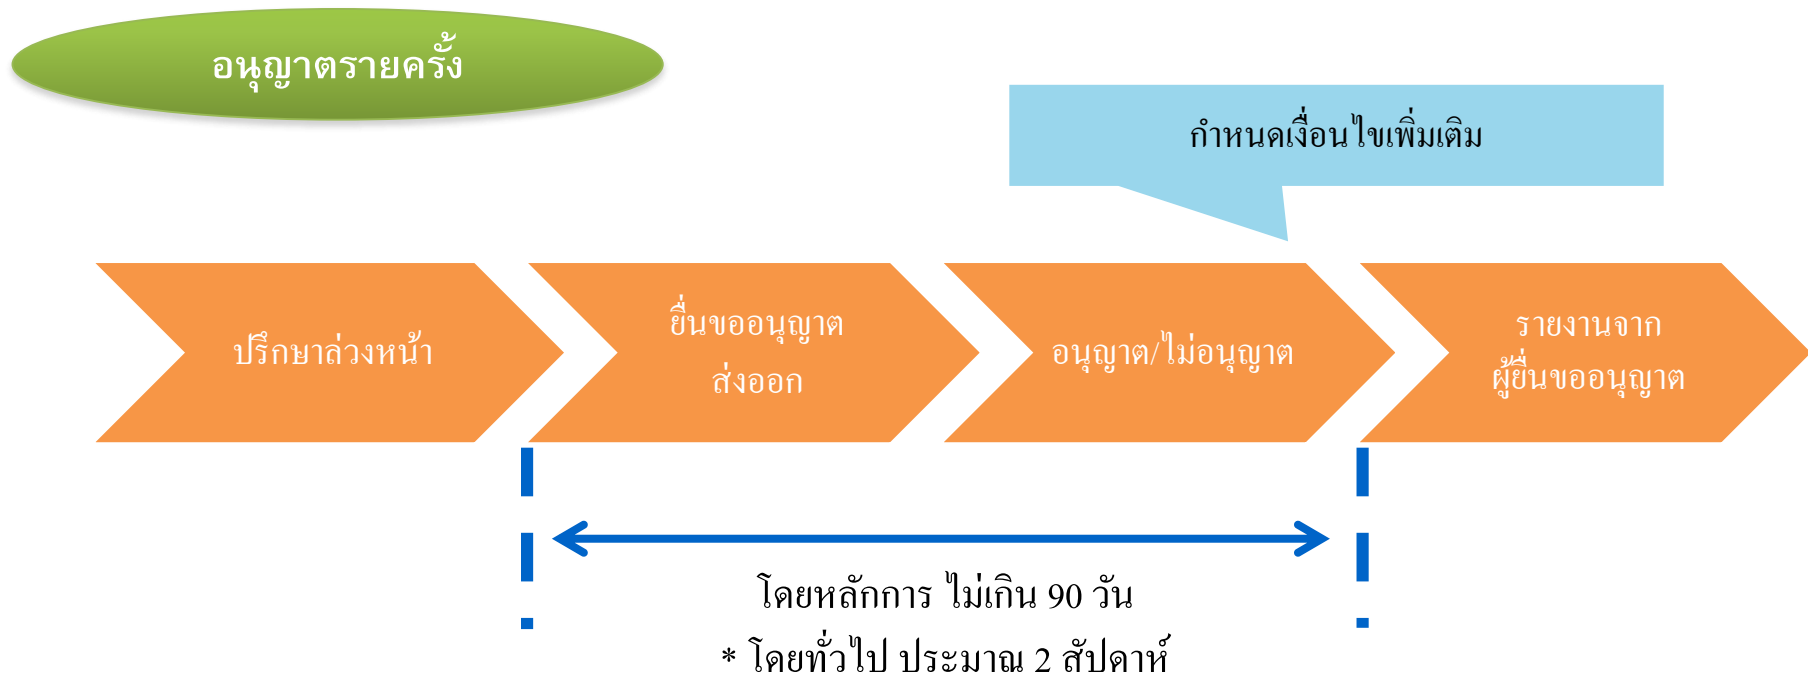 อนุญาตรายครั้ง
กำหนดเงื่อนไขเพิ่มเติม
ปรึกษาล่วงหน้า
ยื่นขออนุญาต
ส่งออก
อนุญาต/ไม่อนุญาต
รายงานจาก
ผู้ยื่นขออนุญาต
โดยหลักการ ไม่เกิน 90 วัน
* โดยทั่วไป ประมาณ 2 สัปดาห์